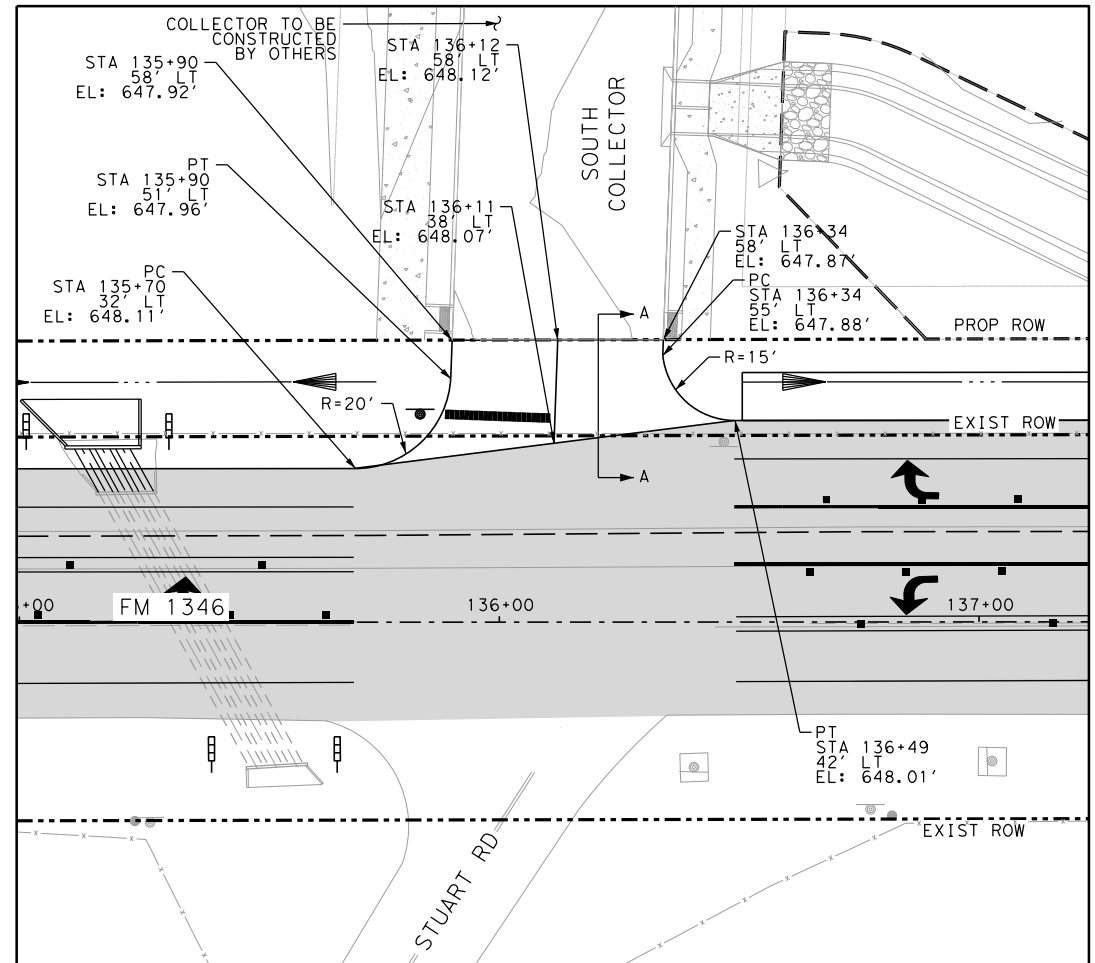 COLLECTOR TO BE
CONSTRUCTED
BY OTHERS
STA 136+12
58' LT
EL: 648.12'
STA 135+90
58' LT
EL: 647.92'
SOUTH
COLLECTOR
PT
STA 135+90
51' LT
EL: 647.96'
STA 136+11
38' LT
EL: 648.07'
STA 136+34
58' LT
EL: 647.87'
PC
STA 135+70
32' LT
EL: 648.11'
PC
STA 136+34
55' LT
EL: 647.88'
A
PROP ROW
R=15'
R=20'
EXIST ROW
A
+00
FM 1346
136+00
137+00
PT
STA 136+49
42' LT
EL: 648.01'
EXIST ROW
STUART RD